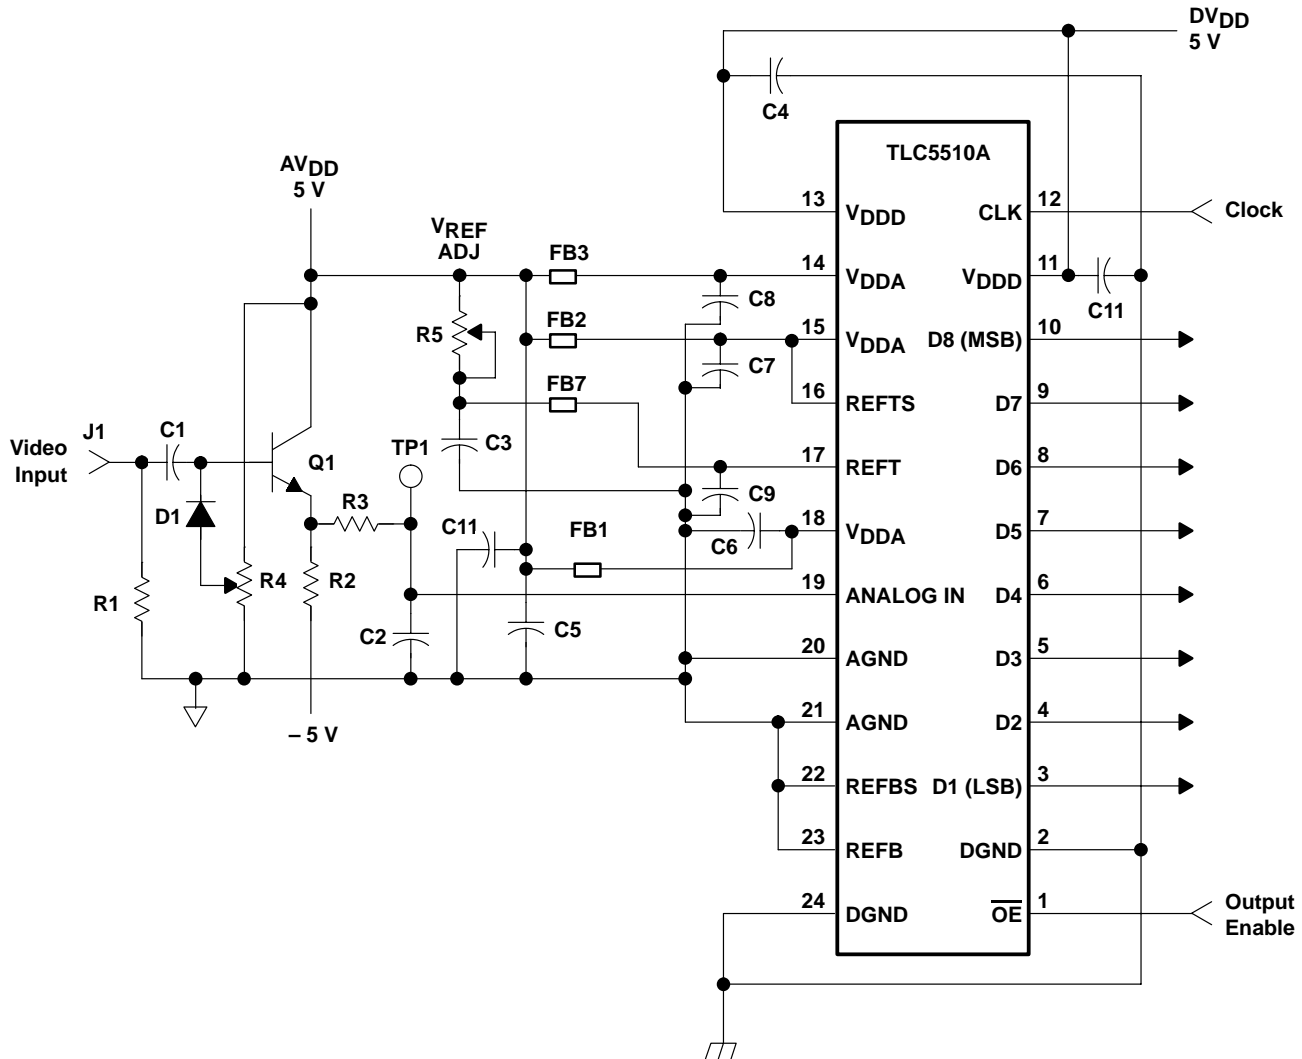 DVDD
5 V
C4
TLC5510A
AVDD
5 V
13
VDDD
CLK
12
Clock
VREF
ADJ
FB3
14
VDDA
VDDD
11
C8
C11
R5
FB2
15
VDDA
D8 (MSB)
10
C7
FB7
16
REFTS
D7
9
J1
C1
Video
Input
Q1
TP1
C3
17
REFT
D6
8
C9
D1
R3
C11
FB1
C6
18
VDDA
D5
7
R1
R4
R2
19
ANALOG IN
D4
6
C2
C5
20
AGND
D3
5
– 5 V
21
AGND
D2
4
22
REFBS
D1 (LSB)
3
23
REFB
DGND
2
24
DGND
OE
1
Output
Enable